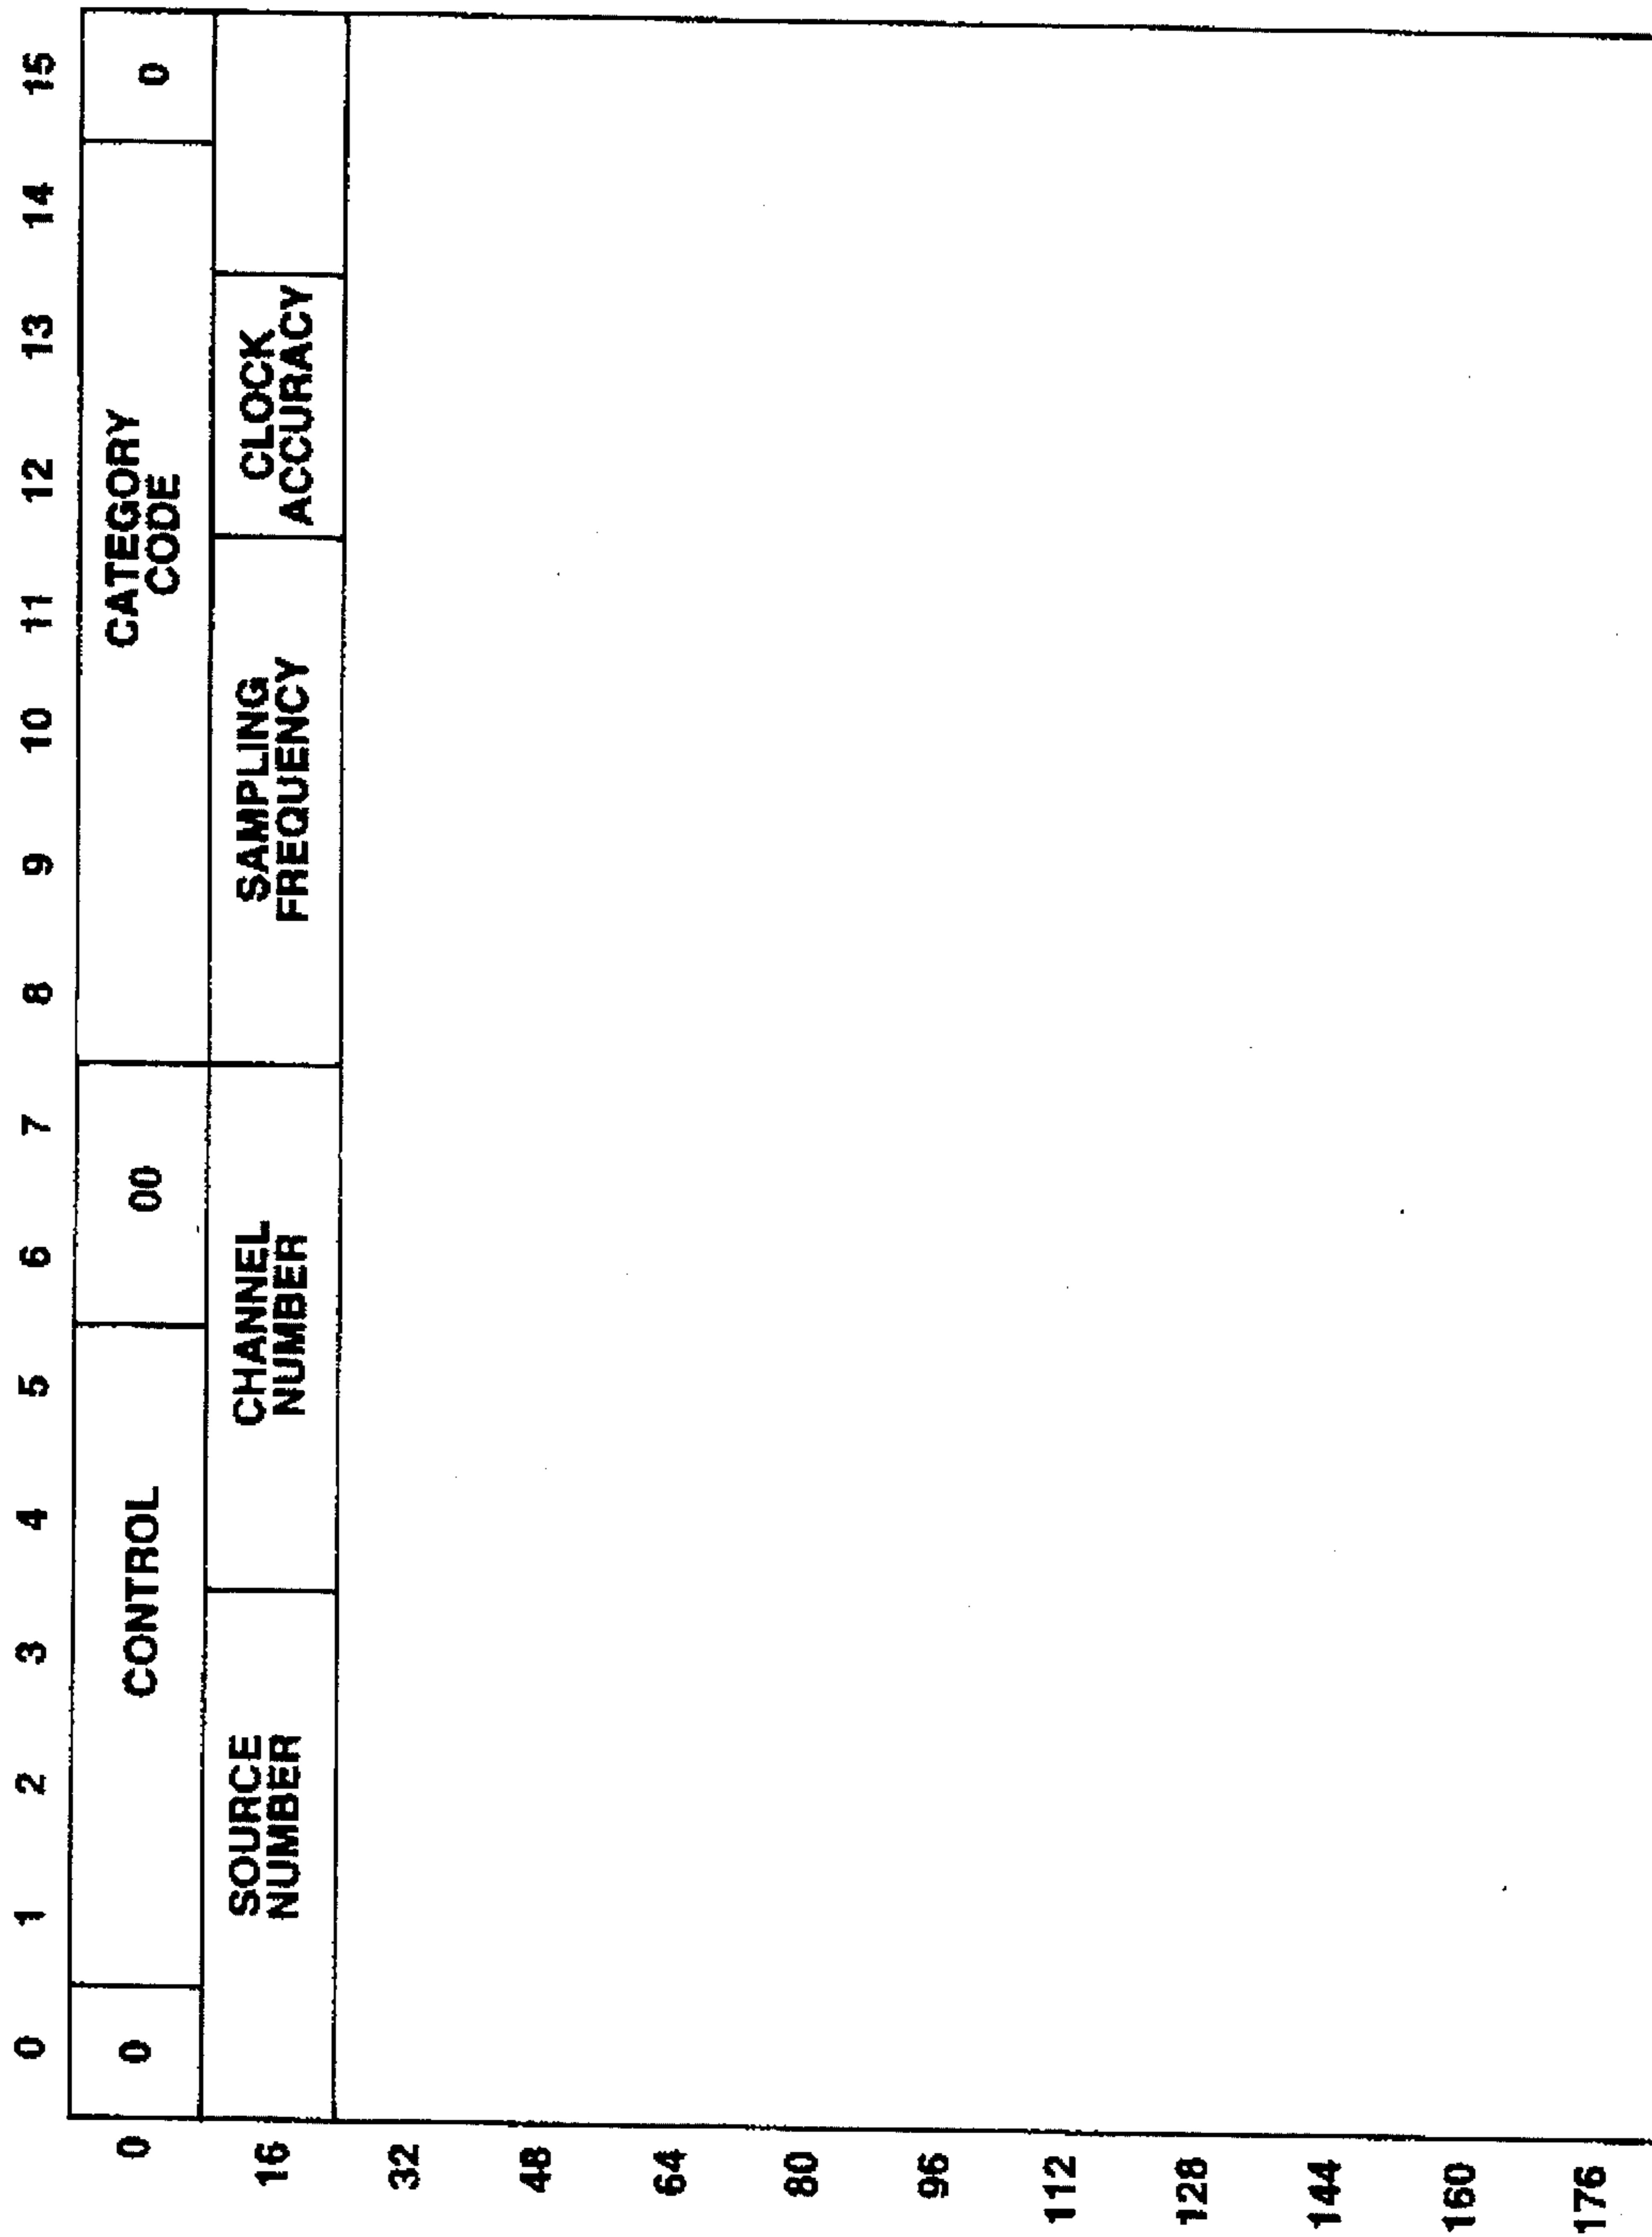 0 1 2 3 4 5 6 7 8 9 10 11 12 13 14 15
0 0 CONTROL 00 CATEGORY
CODE 0
16 SOURCE
NUMBER CHANNEL
NUMBER SAMPLING
FREQUENCY CLOCK
ACCURACY
32
48
64
80
96
112
128
144
160
176